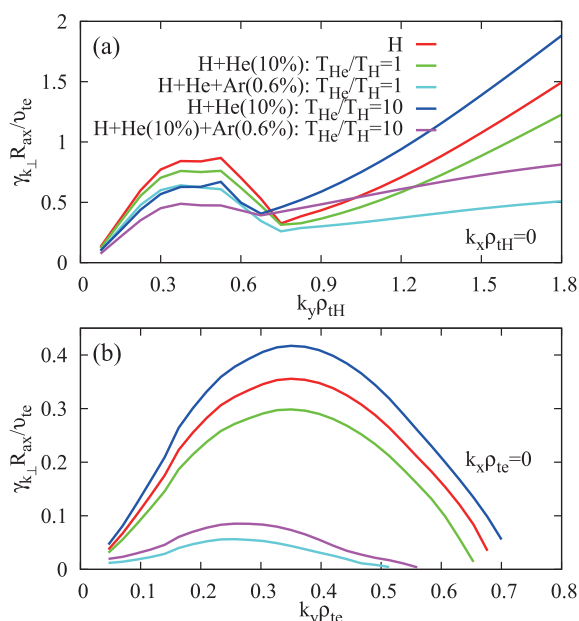 2
(a)
H
H+He(10%): T_He/T_H=1
1.5
H+He+Ar(0.6%): T_He/T_H=1
H+He(10%): T_He/T_H=10
H+He(10%)+Ar(0.6%): T_He/T_H=10
1
γ_k⊥ R_ax/υ_te
0.5
k_xρ_tH=0
0
0 0.3 0.6 0.9 1.2 1.5 1.8
k_yρ_tH
(b)
0.4
0.3
k_xρ_te=0
γ_k⊥ R_ax/υ_te
0.2
0.1
0
0 0.1 0.2 0.3 0.4 0.5 0.6 0.7 0.8
k_yρ_te